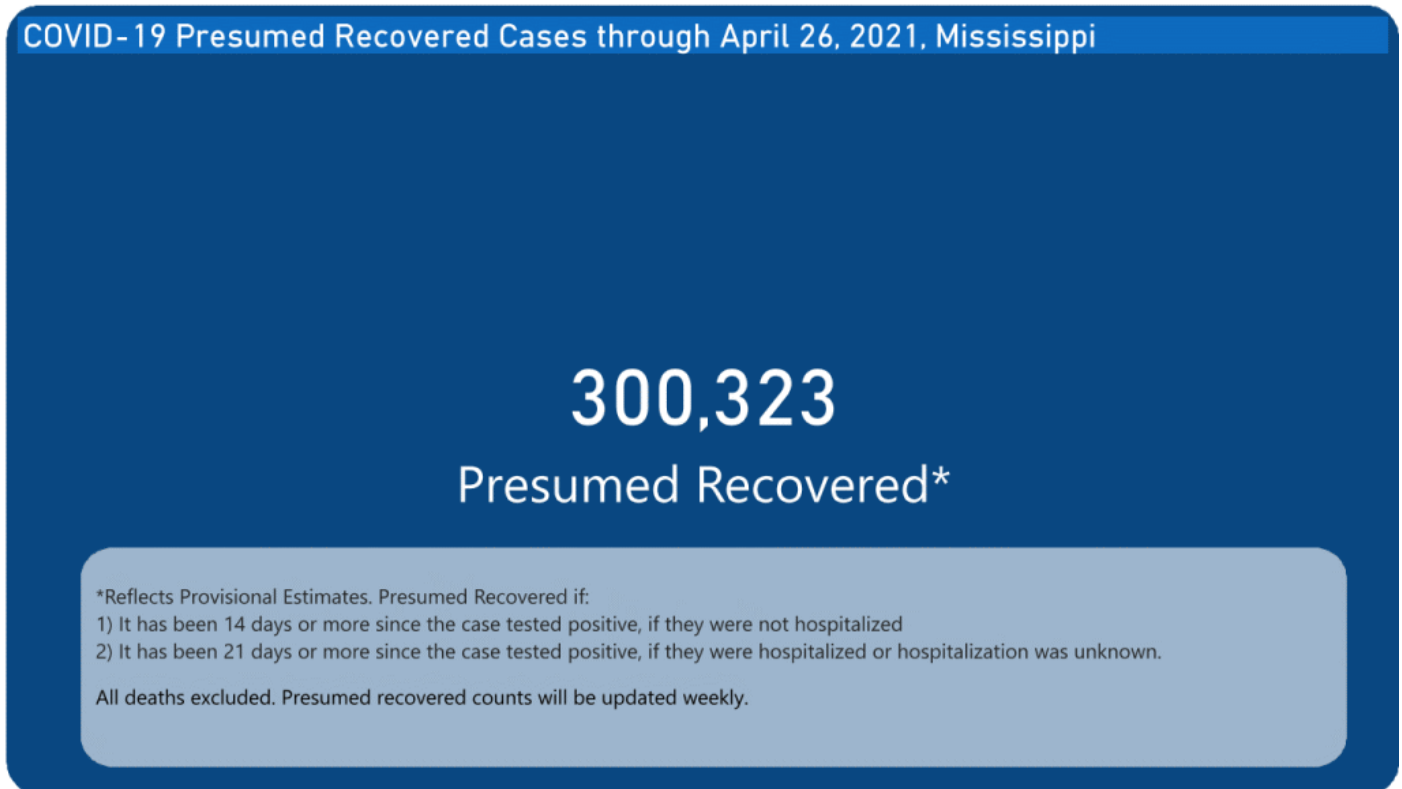 COVID-19 Presumed Recovered Cases through April 26, 2021, Mississippi
300,323
Presumed Recovered*
*Reflects Provisional Estimates. Presumed Recovered if:
1) It has been 14 days or more since the case tested positive, if they were not hospitalized
2) It has been 21 days or more since the case tested positive, if they were hospitalized or hospitalization was unknown.
All deaths excluded. Presumed recovered counts will be updated weekly.